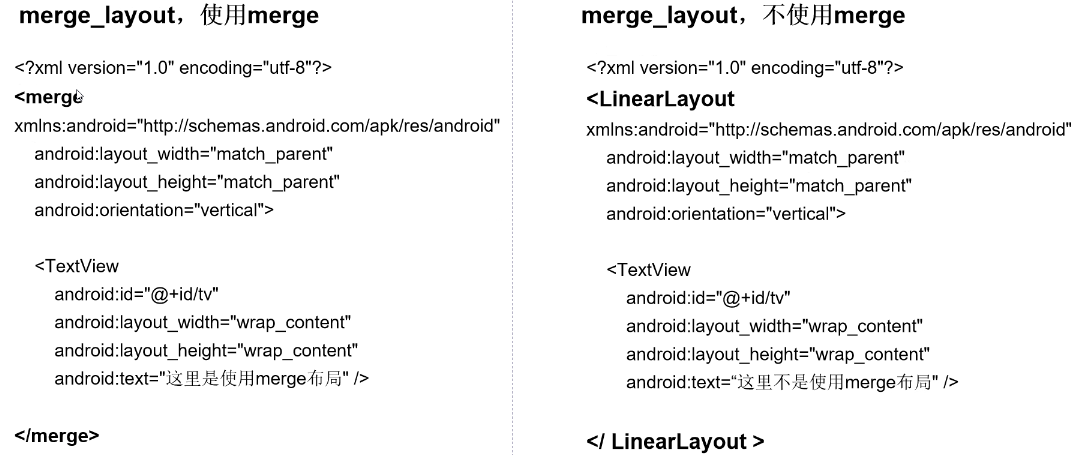 merge_layout，使用merge
<?xml version="1.0" encoding="utf-8"?>
<merge
xmlns:android="http://schemas.android.com/apk/res/android"
android:layout_width="match_parent"
android:layout_height="match_parent"
android:orientation="vertical">
<TextView
android:id="@+id/tv"
android:layout_width="wrap_content"
android:layout_height="wrap_content"
android:text="这里是使用merge布局" />
</merge>
merge_layout，不使用merge
<?xml version="1.0" encoding="utf-8"?>
<LinearLayout
xmlns:android="http://schemas.android.com/apk/res/android"
android:layout_width="match_parent"
android:layout_height="match_parent"
android:orientation="vertical">
<TextView
android:id="@+id/tv"
android:layout_width="wrap_content"
android:layout_height="wrap_content"
android:text=“这里不是使用merge布局" />
</ LinearLayout >